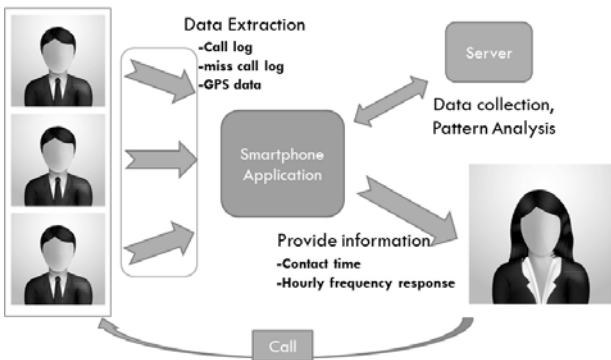 Data Extraction
-Call log
-miss call log
-GPS data
Server
Data collection,
Pattern Analysis
Smartphone
Application
Provide information
-Contact time
-Hourly frequency response
Call